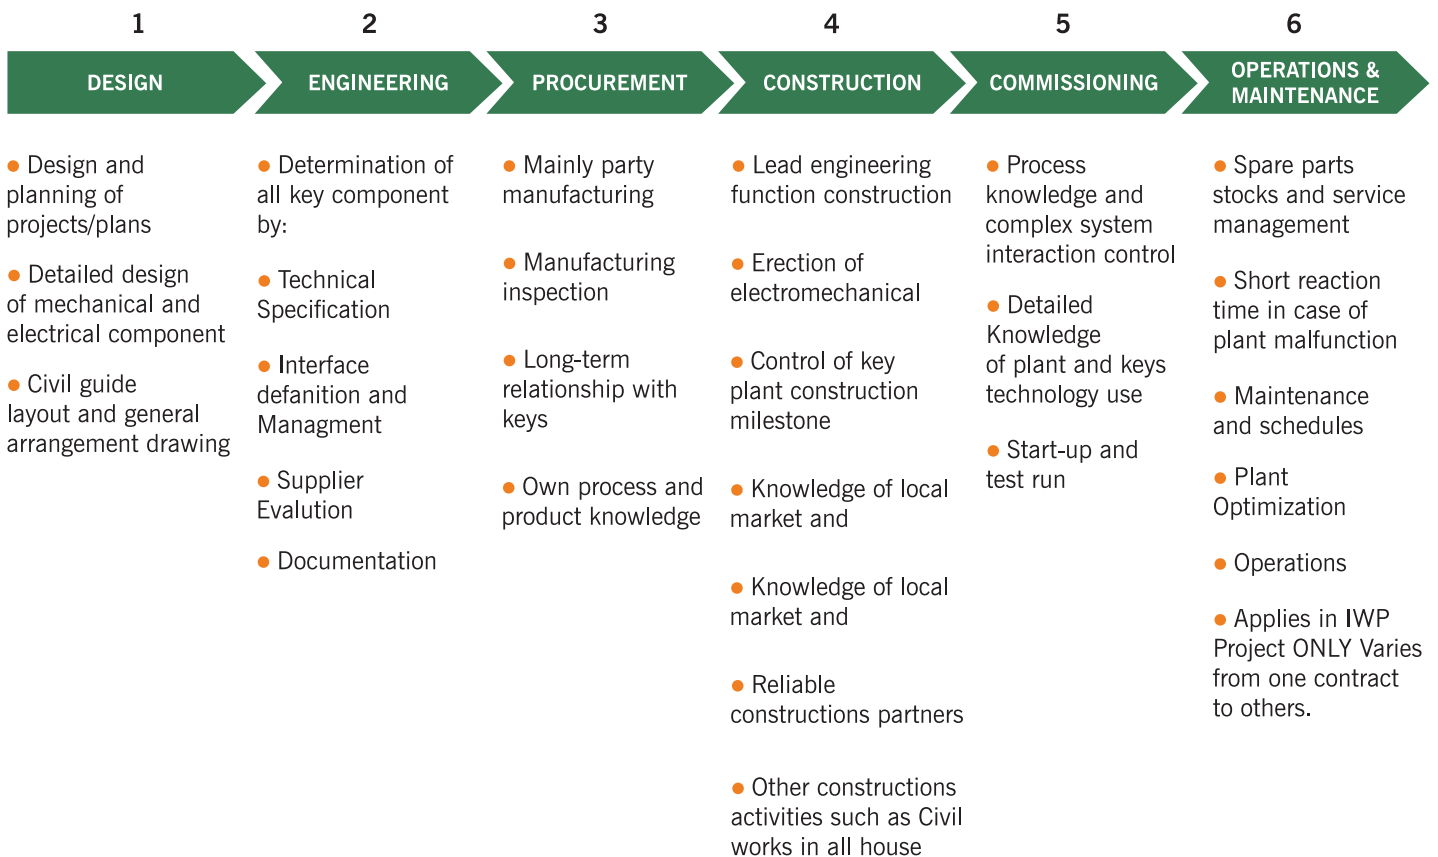 1
DESIGN
● Design and
planning of
projects/plans
● Detailed design
of mechanical and
electrical component
● Civil guide
layout and general
arrangement drawing
2
ENGINEERING
● Determination of
all key component
by:
● Technical
Specification
● Interface
defanition and
Managment
● Supplier
Evalution
● Documentation
3
PROCUREMENT
● Mainly party
manufacturing
● Manufacturing
inspection
● Long-term
relationship with
keys
● Own process and
product knowledge
4
CONSTRUCTION
● Lead engineering
function construction
● Erection of
electromechanical
● Control of key
plant construction
milestone
● Knowledge of local
market and
● Knowledge of local
market and
● Reliable
constructions partners
● Other constructions
activities such as Civil
works in all house
5
COMMISSIONING
● Process
knowledge and
complex system
interaction control
● Detailed
Knowledge
of plant and keys
technology use
● Start-up and
test run
6
OPERATIONS &
MAINTENANCE
● Spare parts
stocks and service
management
● Short reaction
time in case of
plant malfunction
● Maintenance
and schedules
● Plant
Optimization
● Operations
● Applies in IWP
Project ONLY Varies
from one contract
to others.